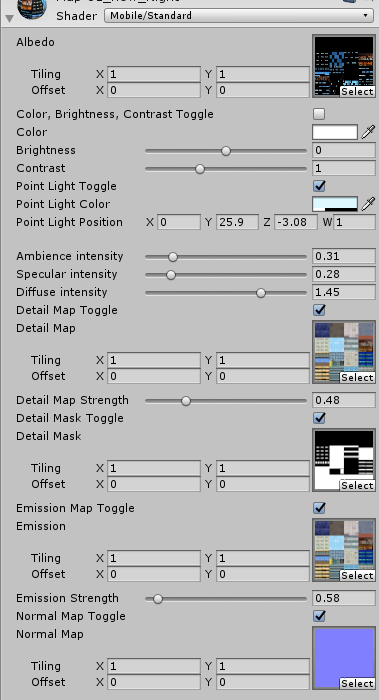 Shader Mobile/Standard
Albedo
Tiling X 1 Y 1
Offset X 0 Y 0
Select
Color, Brightness, Contrast Toggle
Color
Brightness 0
Contrast 1
Point Light Toggle
Point Light Color
Point Light Position X 0 Y 25.9 Z -3.08 W 1
Ambience intensity 0.31
Specular intensity 0.28
Diffuse intensity 1.45
Detail Map Toggle
Detail Map
Tiling X 1 Y 1
Offset X 0 Y 0
Select
Detail Map Strength 0.48
Detail Mask Toggle
Detail Mask
Tiling X 1 Y 1
Offset X 0 Y 0
Select
Emission Map Toggle
Emission
Tiling X 1 Y 1
Offset X 0 Y 0
Select
Emission Strength 0.58
Normal Map Toggle
Normal Map
Tiling X 1 Y 1
Offset X 0 Y 0
Select